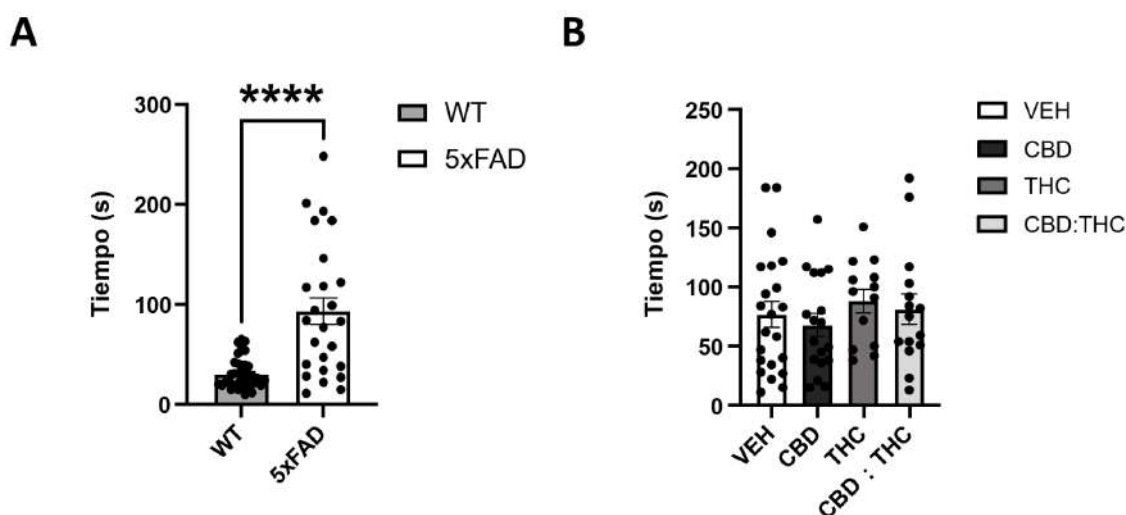 A
****
WT
5xFAD
Tiempo (s)
300
200
100
0
WT
5xFAD
B
VEH
CBD
THC
CBD:THC
Tiempo (s)
250
200
150
100
50
0
VEH
CBD
THC
CBD : THC